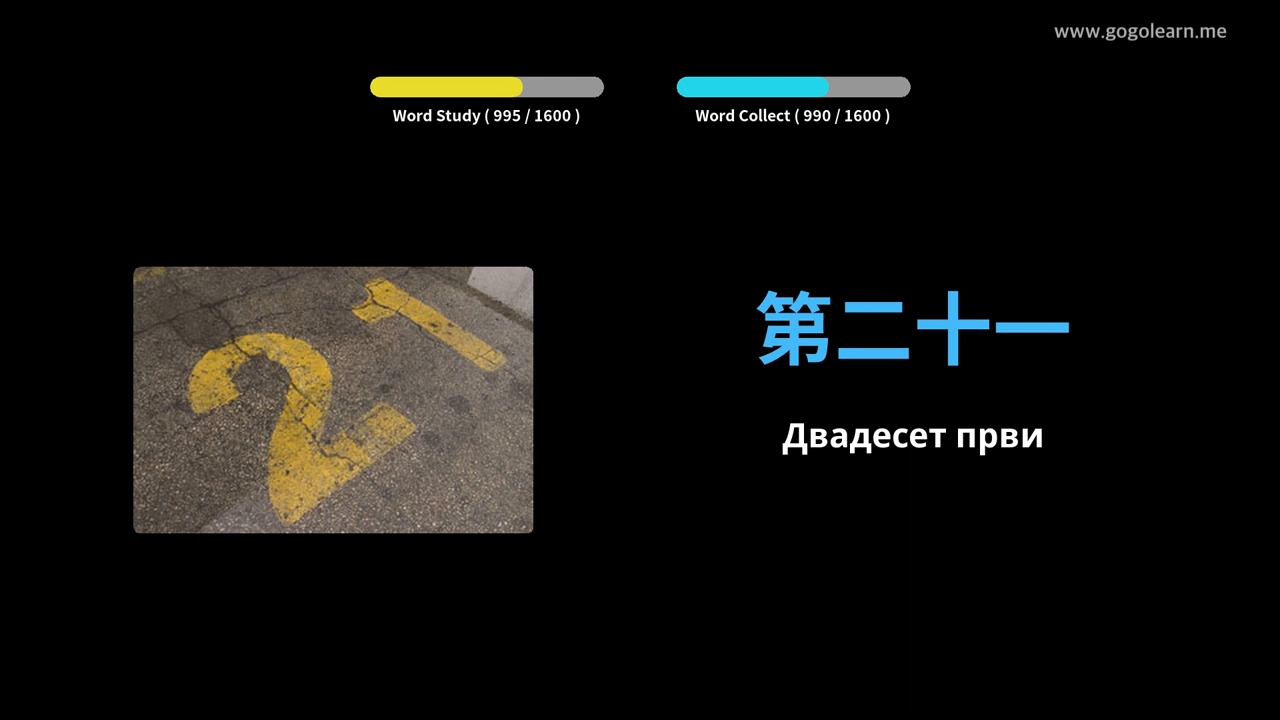 www.gogolearn.me
Word Study ( 995 / 1600 )
Word Collect ( 990 / 1600 )
21
第二十一
Двадесет први